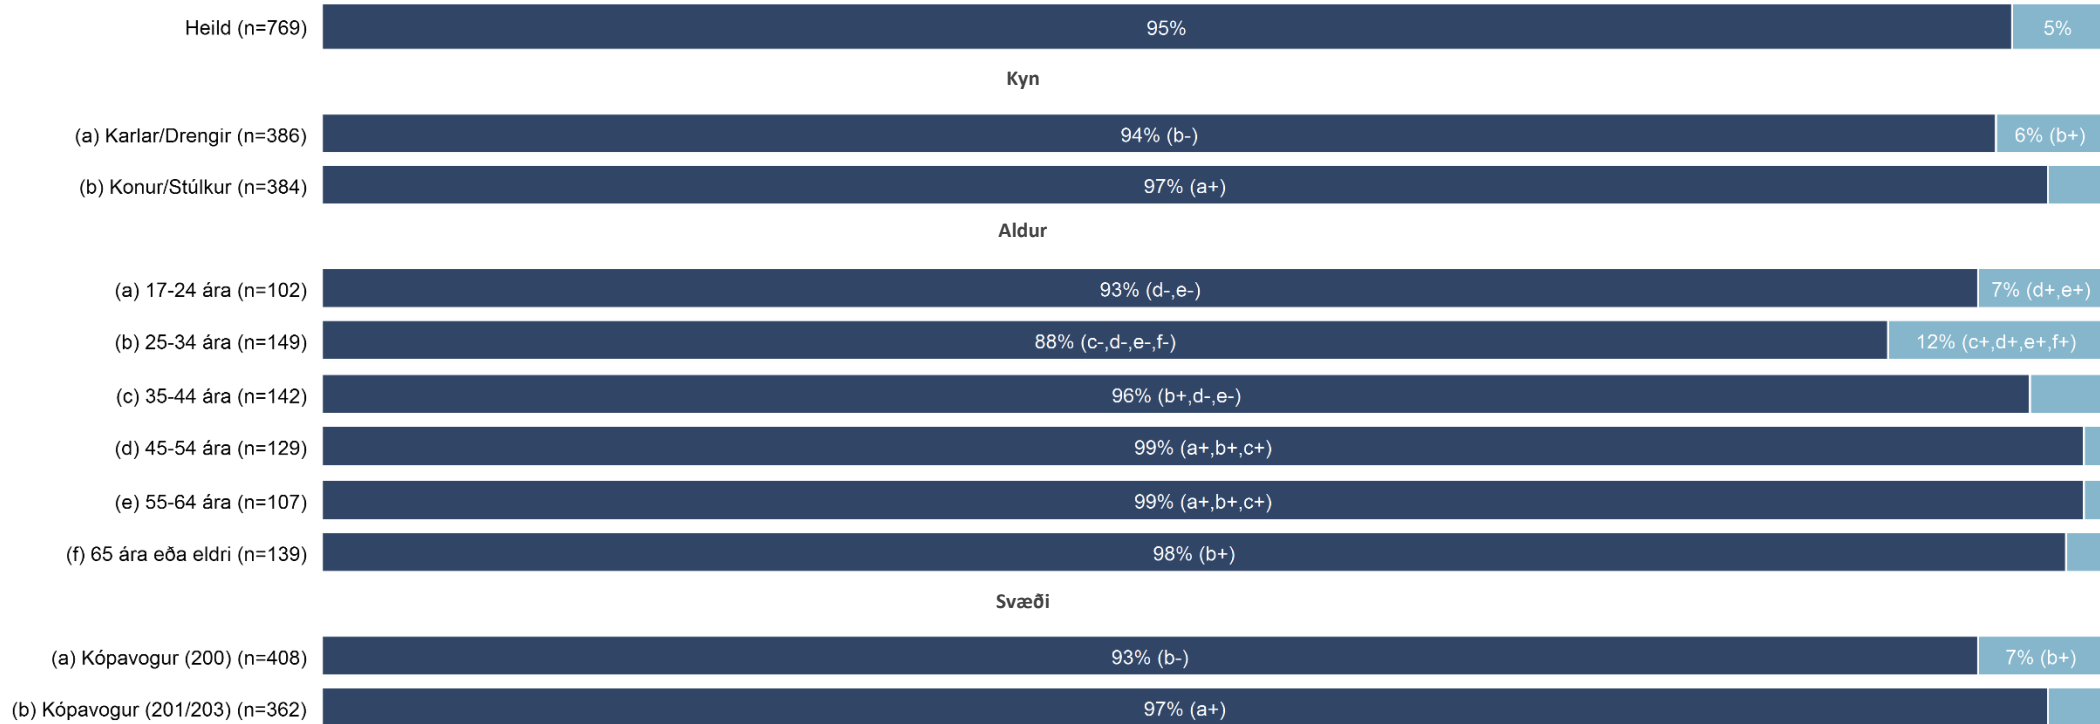 Heild (n=769) 95% 5%
Kyn
(a) Karlar/Drengir (n=386) 94% (b-) 6% (b+)
(b) Konur/Stúlkur (n=384) 97% (a+)
Aldur
(a) 17-24 ára (n=102) 93% (d-,e-) 7% (d+,e+)
(b) 25-34 ára (n=149) 88% (c-,d-,e-,f-) 12% (c+,d+,e+,f+)
(c) 35-44 ára (n=142) 96% (b+,d-,e-)
(d) 45-54 ára (n=129) 99% (a+,b+,c+)
(e) 55-64 ára (n=107) 99% (a+,b+,c+)
(f) 65 ára eða eldri (n=139) 98% (b+)
Svæði
(a) Kópavogur (200) (n=408) 93% (b-) 7% (b+)
(b) Kópavogur (201/203) (n=362) 97% (a+)